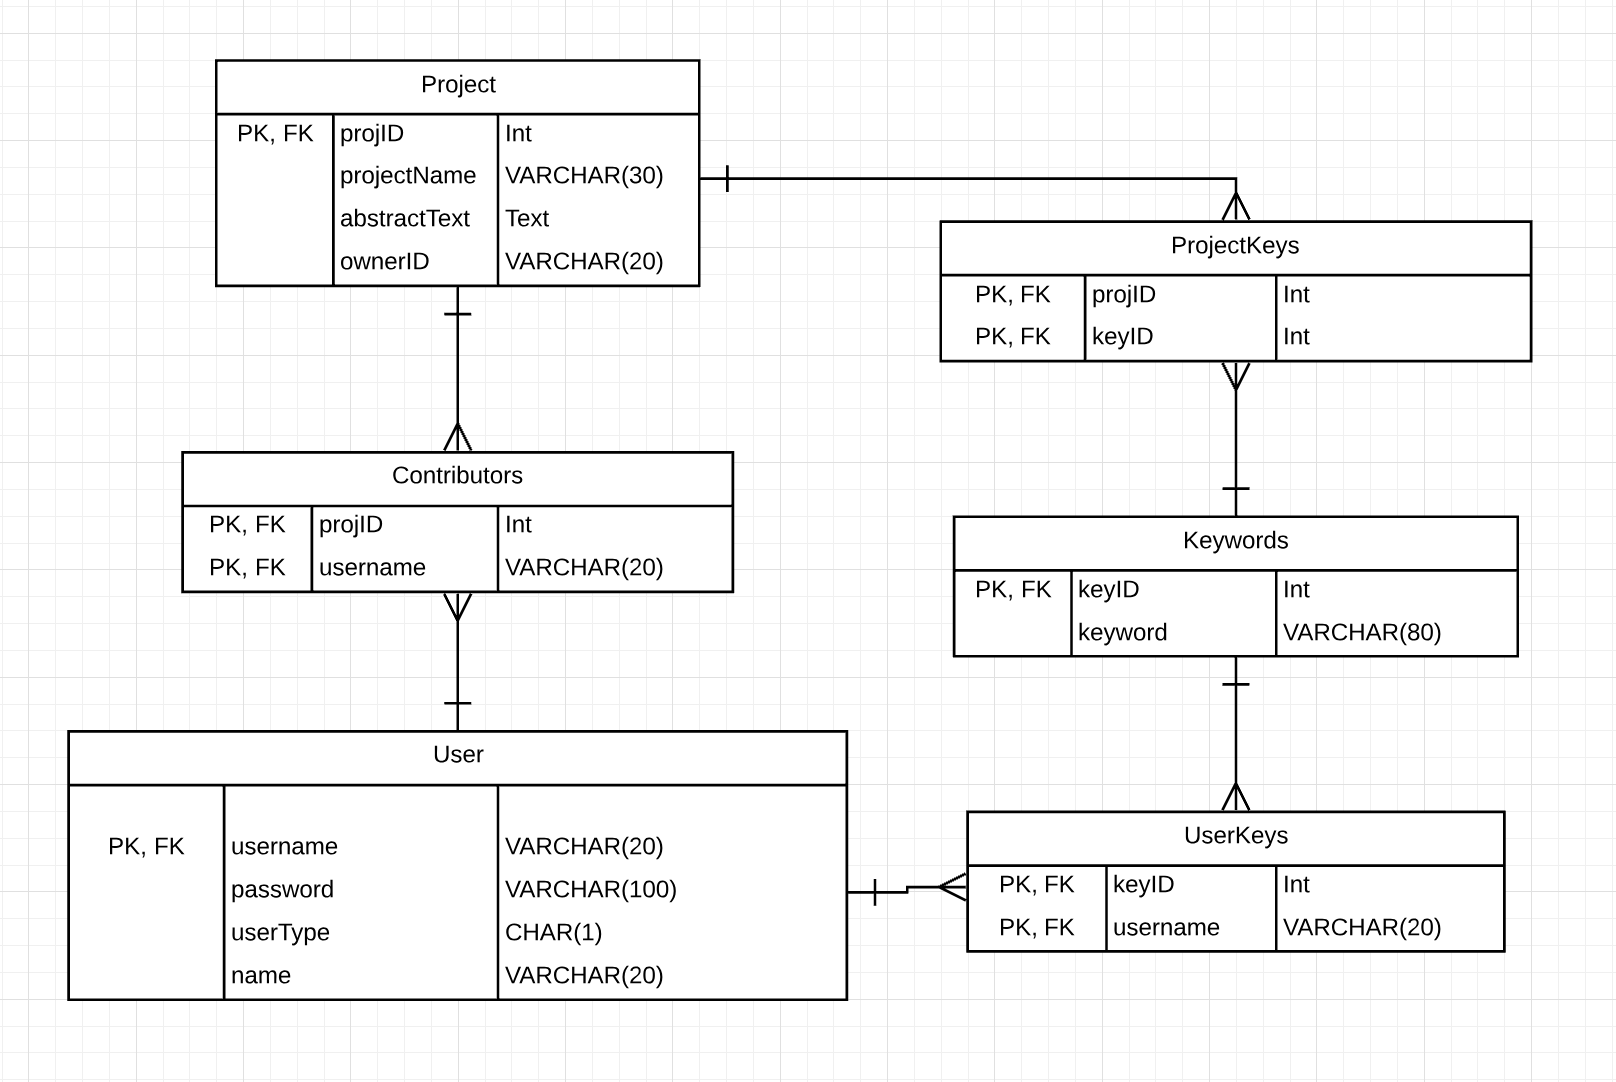 Project
PK, FK projID Int
projectName VARCHAR(30)
abstractText Text
ownerID VARCHAR(20)
ProjectKeys
PK, FK projID Int
PK, FK keyID Int
Contributors
PK, FK projID Int
PK, FK username VARCHAR(20)
Keywords
PK, FK keyID Int
keyword VARCHAR(80)
User
PK, FK username VARCHAR(20)
password VARCHAR(100)
userType CHAR(1)
name VARCHAR(20)
UserKeys
PK, FK keyID Int
PK, FK username VARCHAR(20)